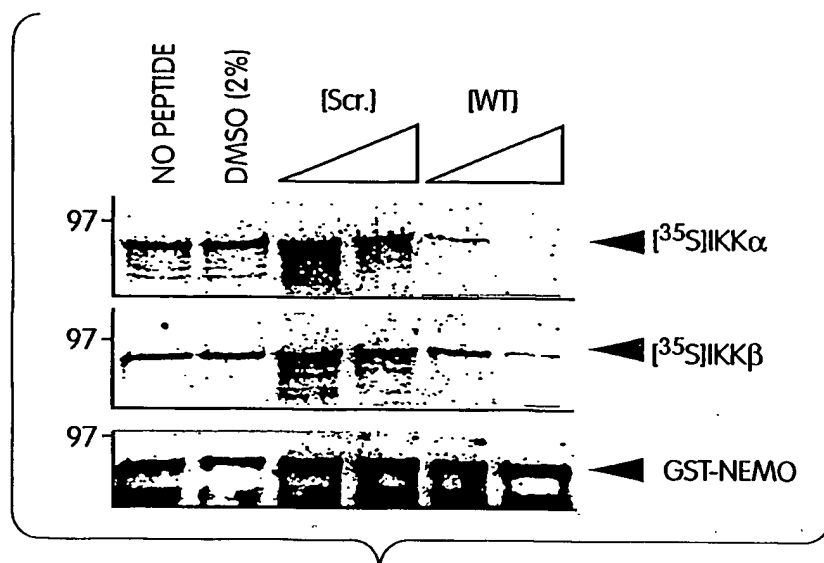 NO PEPTIDE
DMSO (2%)
[Scr.]
[WT]
97
[³⁵S]IKKα
97
[³⁵S]IKKβ
97
GST-NEMO